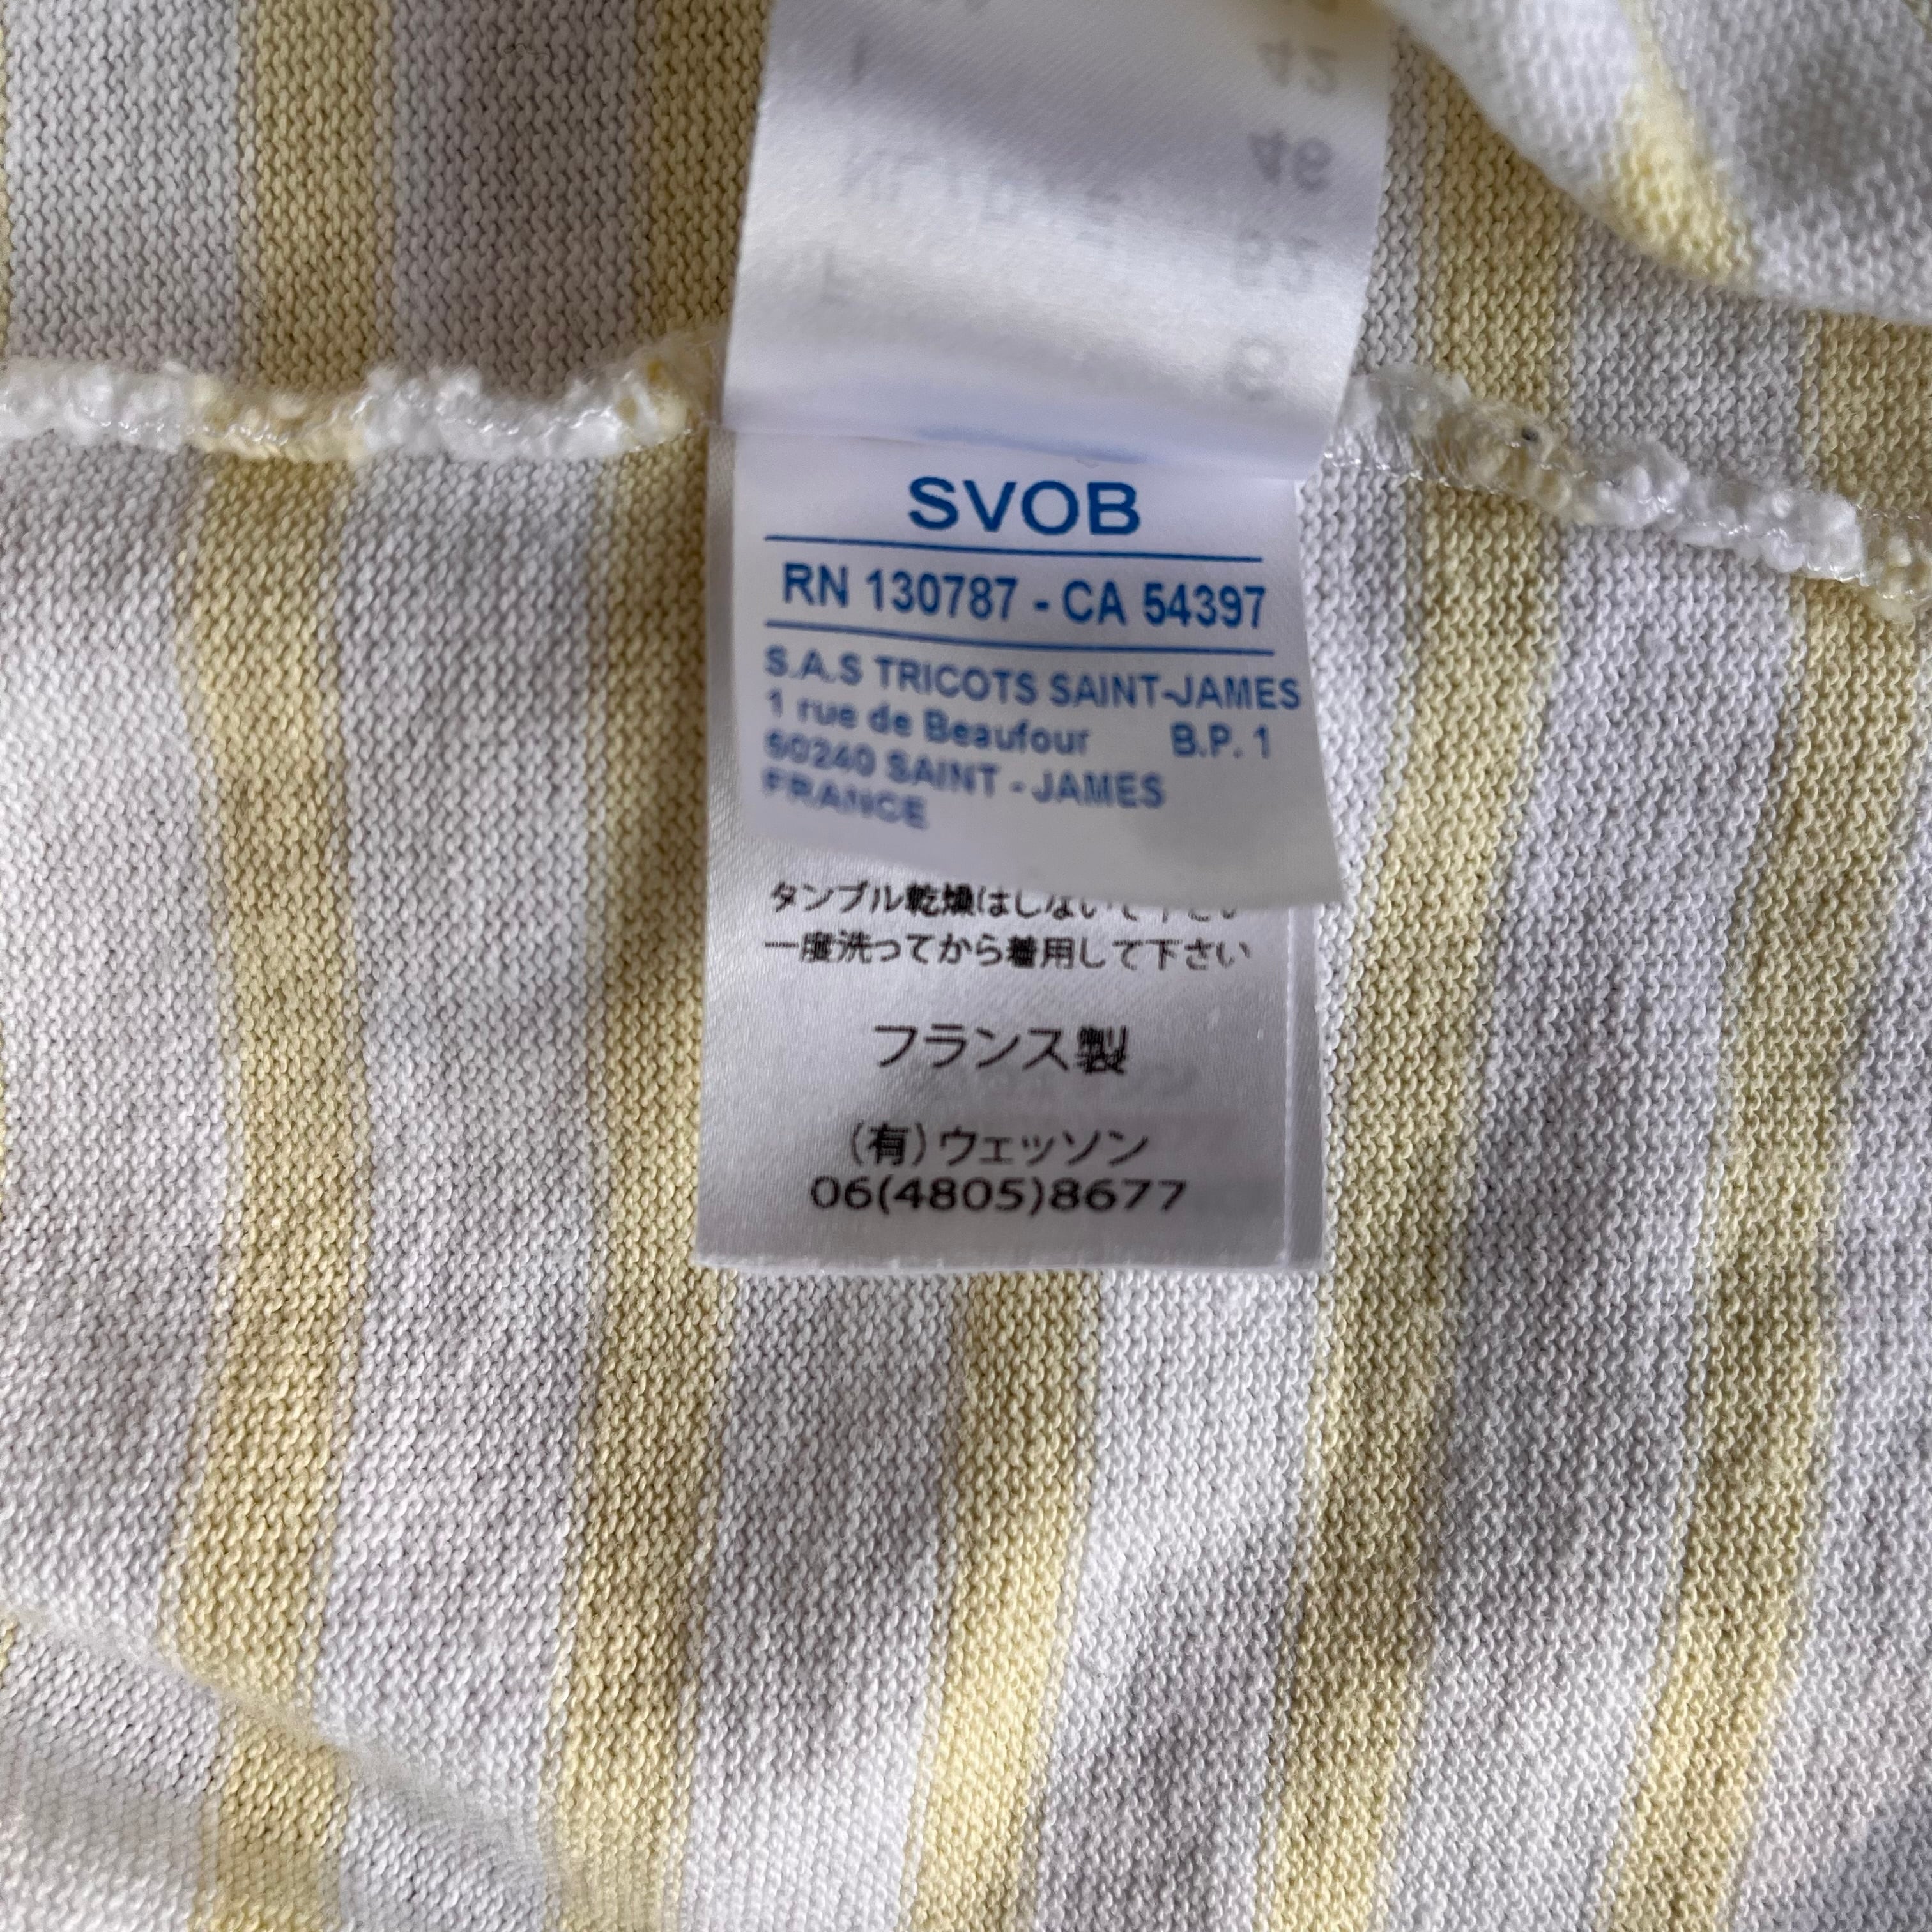 42
46
SVOB
RN 130787 - CA 54397
S.A.S TRICOTS SAINT-JAMES
1 rue de Beaufour B.P. 1
50240 SAINT - JAMES
FRANCE
タンブル乾燥はしないで下さい
一度洗ってから着用して下さい
フランス製
(有)ウェッソン
06(4805)8677